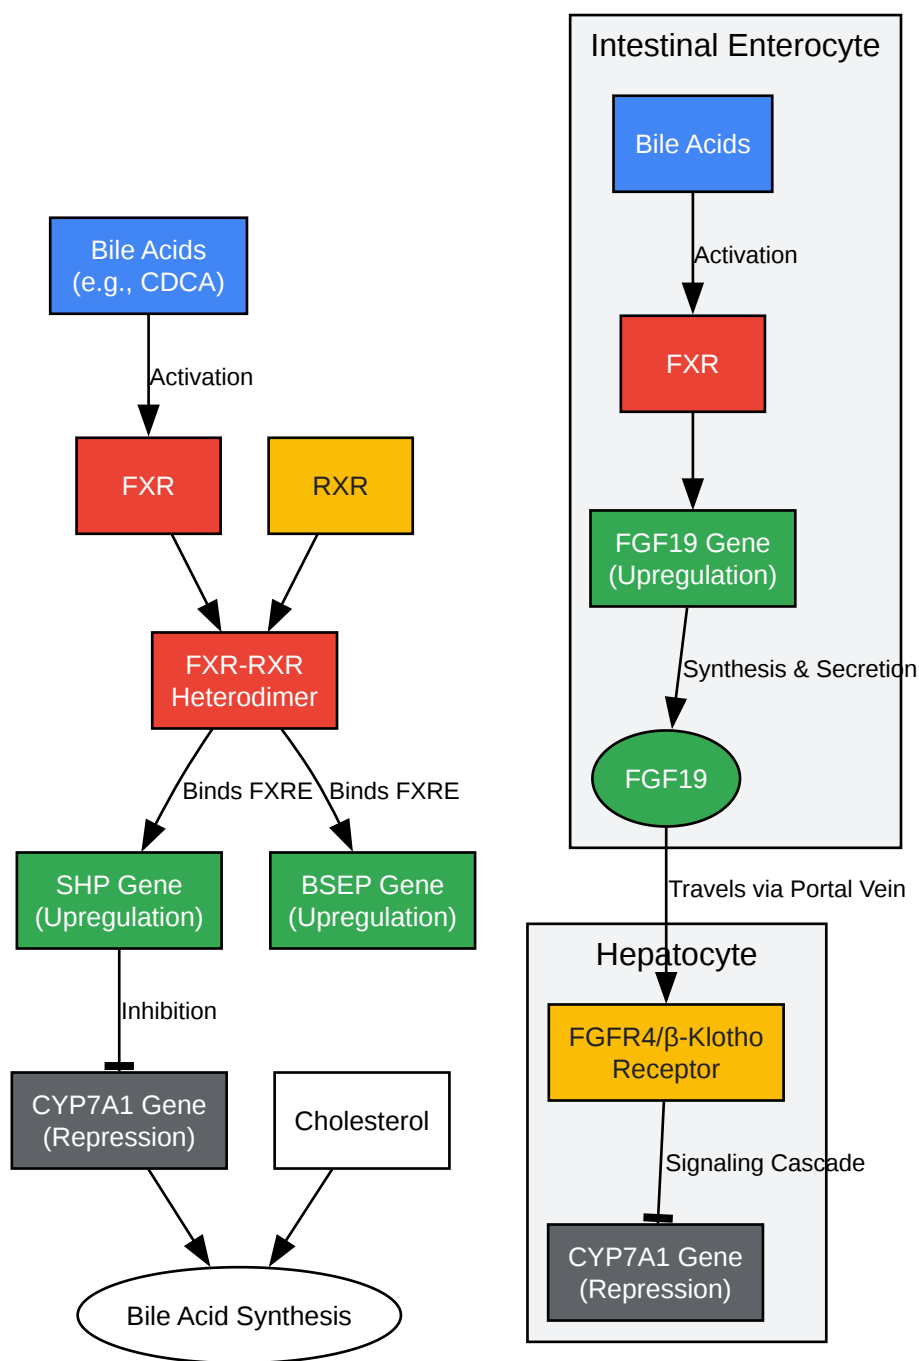 Intestinal Enterocyte
Bile Acids
Activation
FXR
FGF19 Gene
(Upregulation)
Synthesis & Secretion
FGF19
Travels via Portal Vein
Hepatocyte
FGFR4/β-Klotho
Receptor
Signaling Cascade
CYP7A1 Gene
(Repression)
Bile Acids
(e.g., CDCA)
Activation
FXR
RXR
FXR-RXR
Heterodimer
Binds FXRE
Binds FXRE
SHP Gene
(Upregulation)
BSEP Gene
(Upregulation)
Inhibition
CYP7A1 Gene
(Repression)
Cholesterol
Bile Acid Synthesis